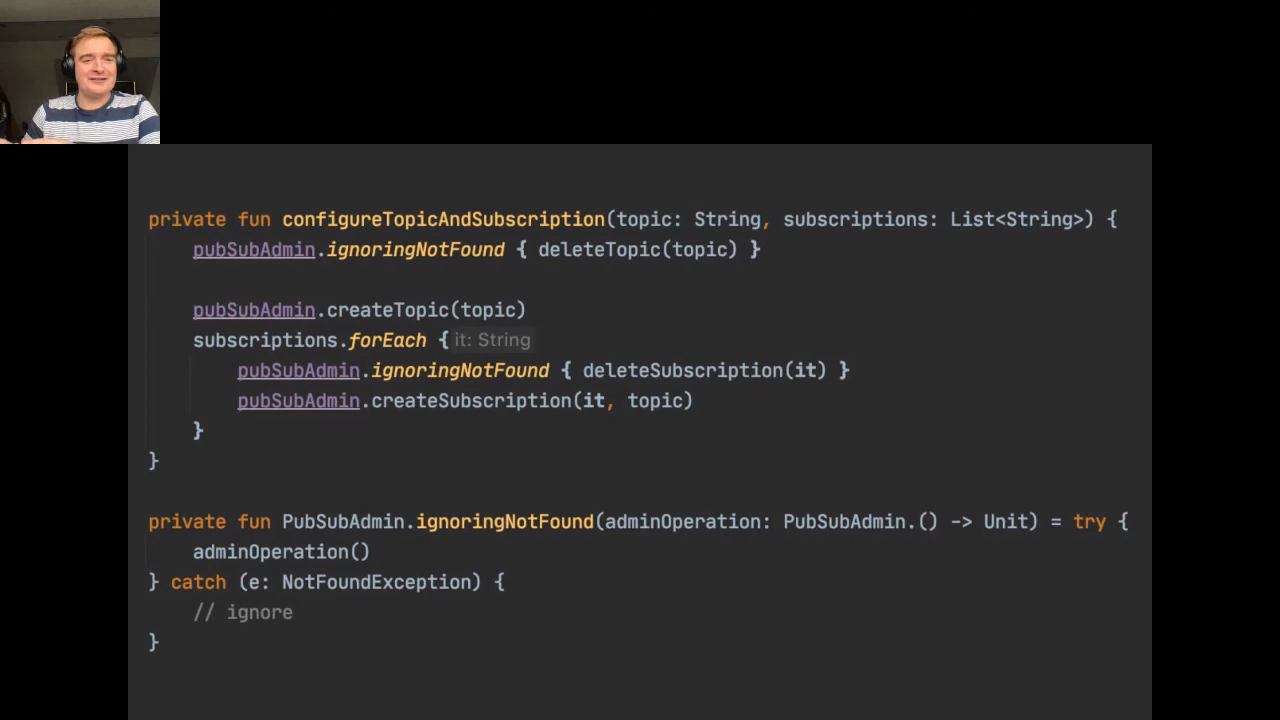 private fun configureTopicAndSubscription(topic: String, subscriptions: List<String>) {
    pubSubAdmin.ignoringNotFound { deleteTopic(topic) }

    pubSubAdmin.createTopic(topic)
    subscriptions.forEach { it: String
        pubSubAdmin.ignoringNotFound { deleteSubscription(it) }
        pubSubAdmin.createSubscription(it, topic)
    }
}

private fun PubSubAdmin.ignoringNotFound(adminOperation: PubSubAdmin.() -> Unit) = try {
    adminOperation()
} catch (e: NotFoundException) {
    // ignore
}